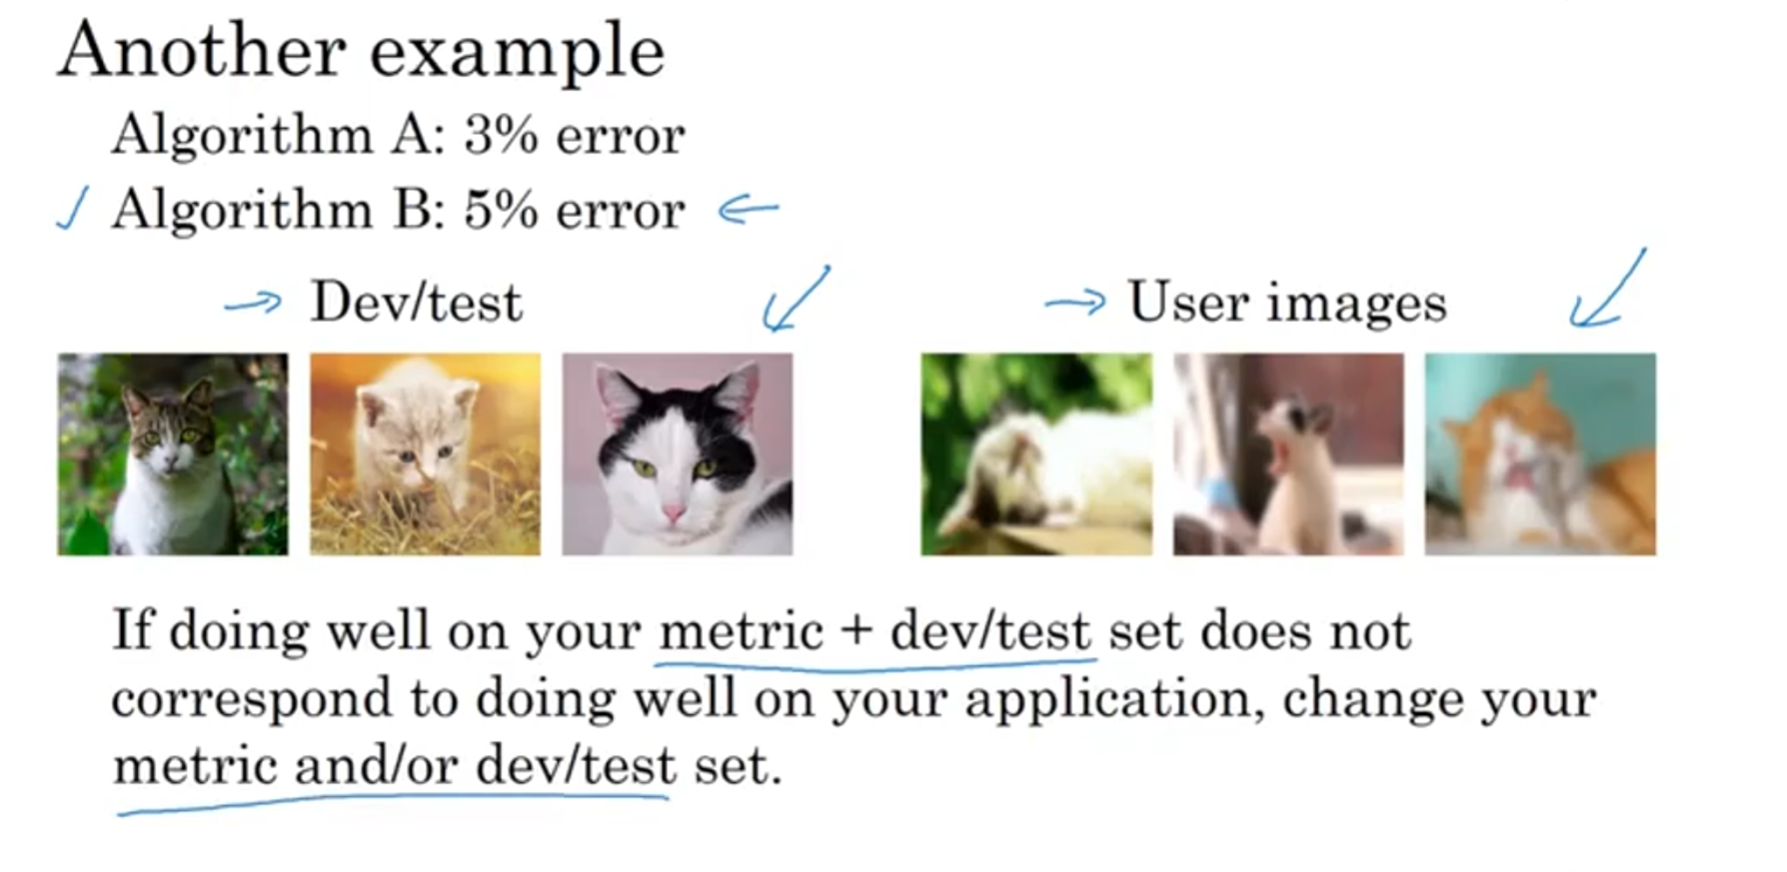 Another example
Algorithm A: 3% error
Algorithm B: 5% error
Dev/test
User images
If doing well on your metric + dev/test set does not
correspond to doing well on your application, change your
metric and/or dev/test set.